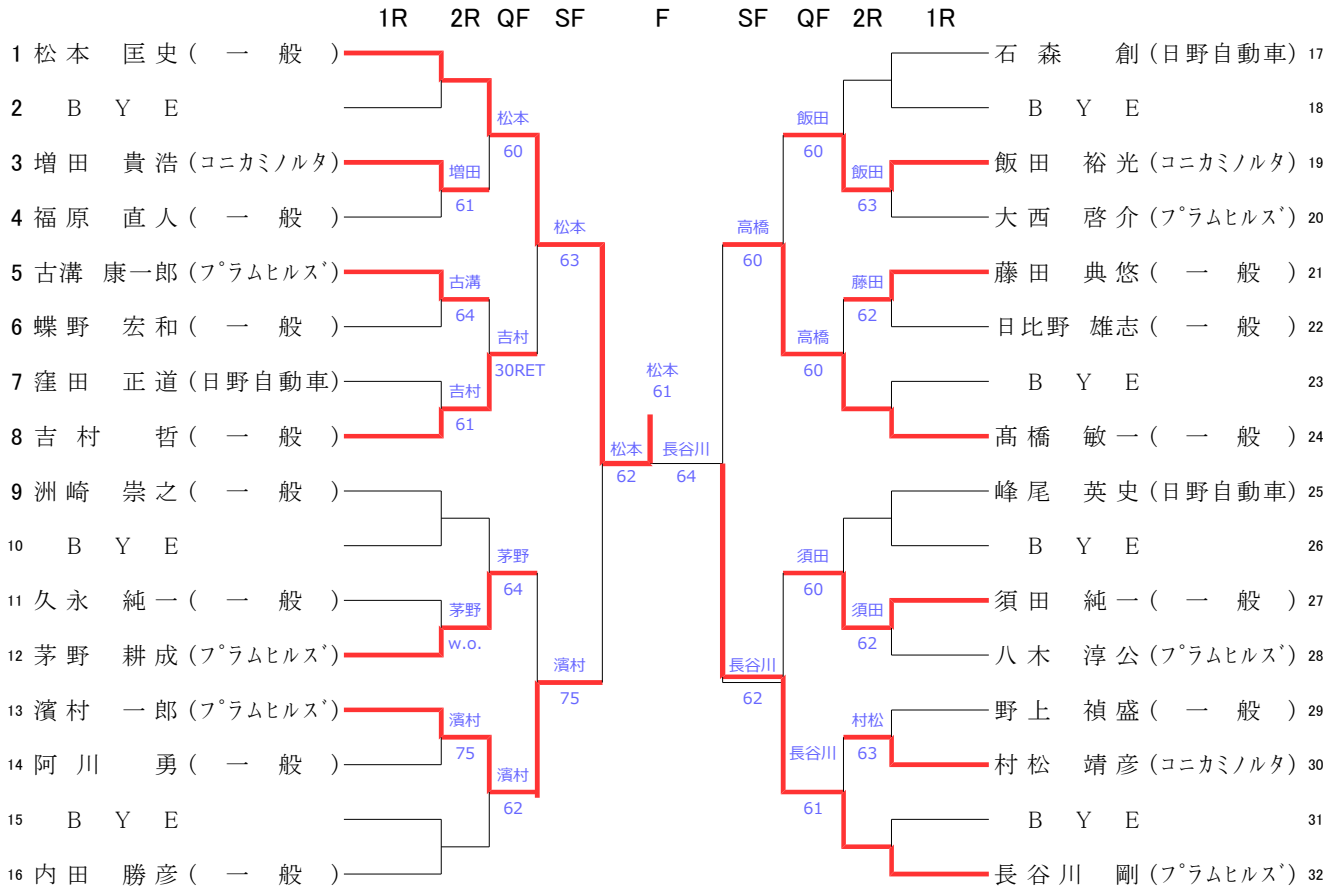 1R 2R QF SF F SF QF 2R 1R
1 松本 匡史 ( 一 般 )
2 B Y E
3 増田 貴浩 (コニカミノルタ)
4 福原 直人 ( 一 般 )
5 古溝 康一郎 (プラムヒルズ)
6 蝶野 宏和 ( 一 般 )
7 窪田 正道 (日野自動車)
8 吉村 哲 ( 一 般 )
9 洲崎 崇之 ( 一 般 )
10 B Y E
11 久永 純一 ( 一 般 )
12 茅野 耕成 (プラムヒルズ)
13 濱村 一郎 (プラムヒルズ)
14 阿川 勇 ( 一 般 )
15 B Y E
16 内田 勝彦 ( 一 般 )
増田
61
古溝
64
吉村
61
茅野
w.o.
濱村
75
松本
60
吉村
30RET
茅野
64
濱村
62
松本
63
濱村
75
松本
62
松本
61
長谷川
64
高橋
60
長谷川
62
飯田
60
高橋
60
須田
60
長谷川
61
飯田
63
藤田
62
須田
62
村松
63
石森 創 (日野自動車) 17
B Y E 18
飯田 裕光 (コニカミノルタ) 19
大西 啓介 (プラムヒルズ) 20
藤田 典悠 ( 一 般 ) 21
日比野 雄志 ( 一 般 ) 22
B Y E 23
髙橋 敏一 ( 一 般 ) 24
峰尾 英史 (日野自動車) 25
B Y E 26
須田 純一 ( 一 般 ) 27
八木 淳公 (プラムヒルズ) 28
野上 禎盛 ( 一 般 ) 29
村松 靖彦 (コニカミノルタ) 30
B Y E 31
長谷川 剛 (プラムヒルズ) 32